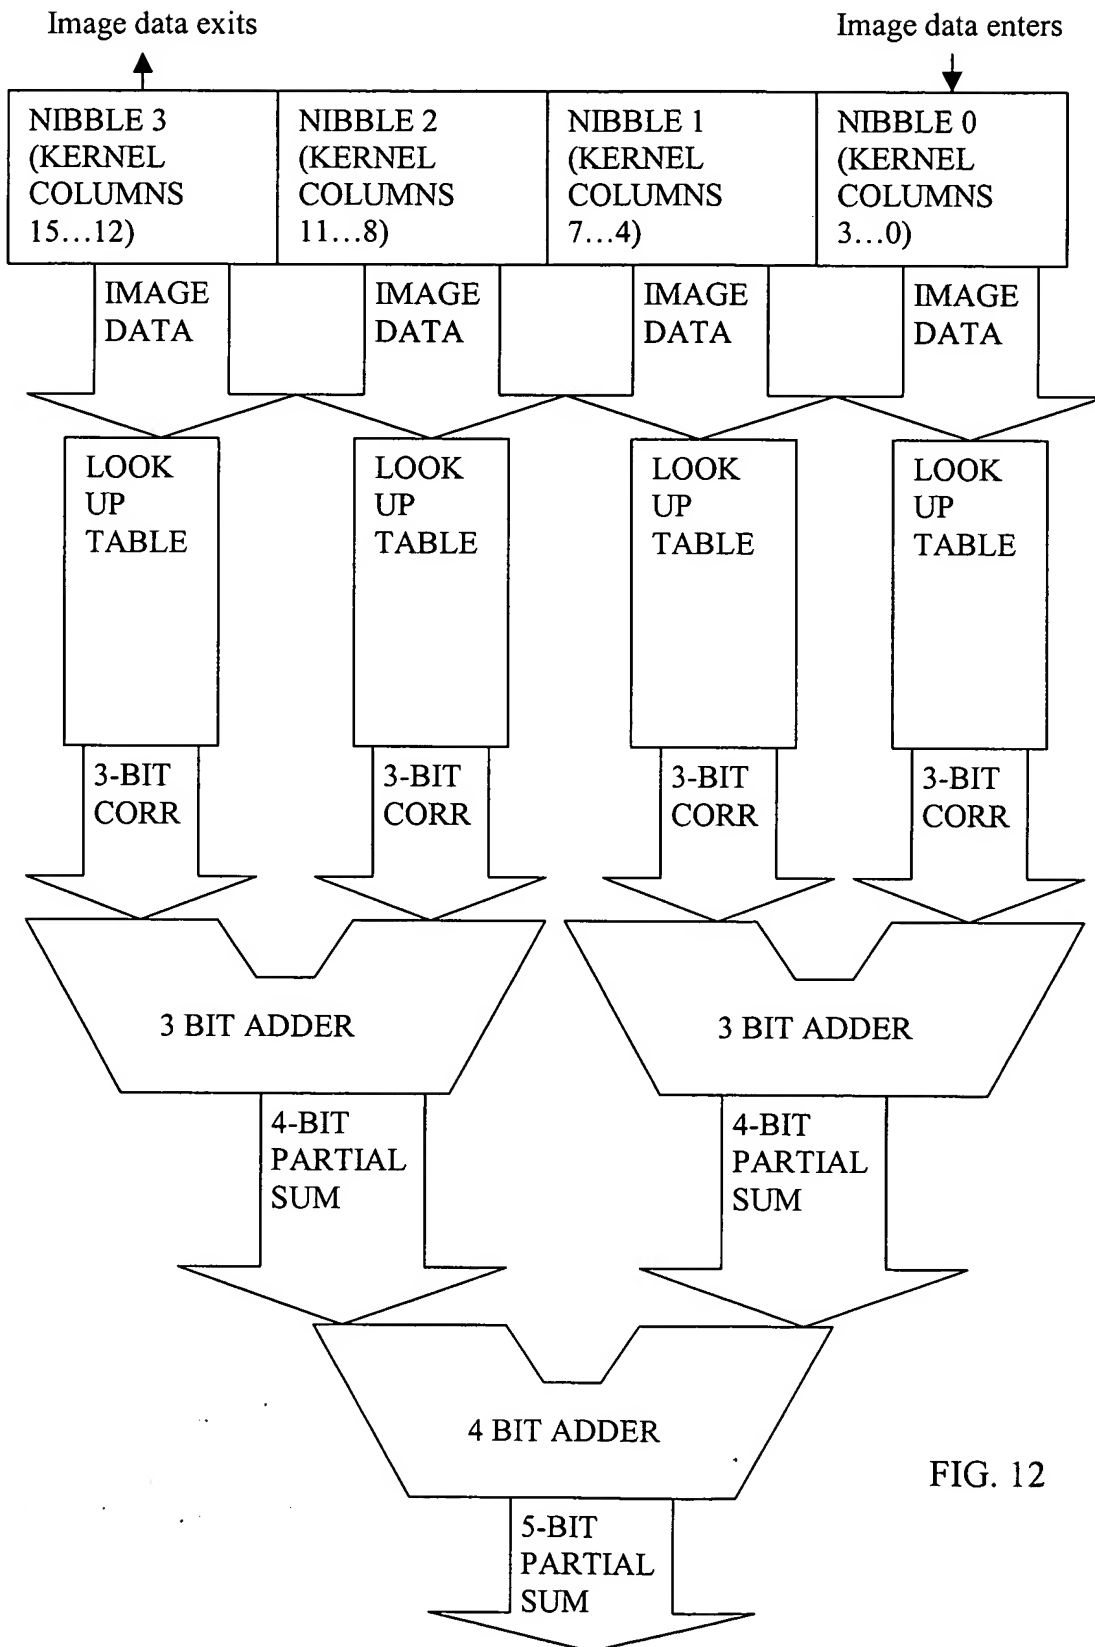 Image data exits
Image data enters
NIBBLE 3
(KERNEL
COLUMNS
15...12)
NIBBLE 2
(KERNEL
COLUMNS
11...8)
NIBBLE 1
(KERNEL
COLUMNS
7...4)
NIBBLE 0
(KERNEL
COLUMNS
3...0)
IMAGE
DATA
IMAGE
DATA
IMAGE
DATA
IMAGE
DATA
LOOK
UP
TABLE
LOOK
UP
TABLE
LOOK
UP
TABLE
LOOK
UP
TABLE
3-BIT
CORR
3-BIT
CORR
3-BIT
CORR
3-BIT
CORR
3 BIT ADDER
3 BIT ADDER
4-BIT
PARTIAL
SUM
4-BIT
PARTIAL
SUM
4 BIT ADDER
FIG. 12
5-BIT
PARTIAL
SUM